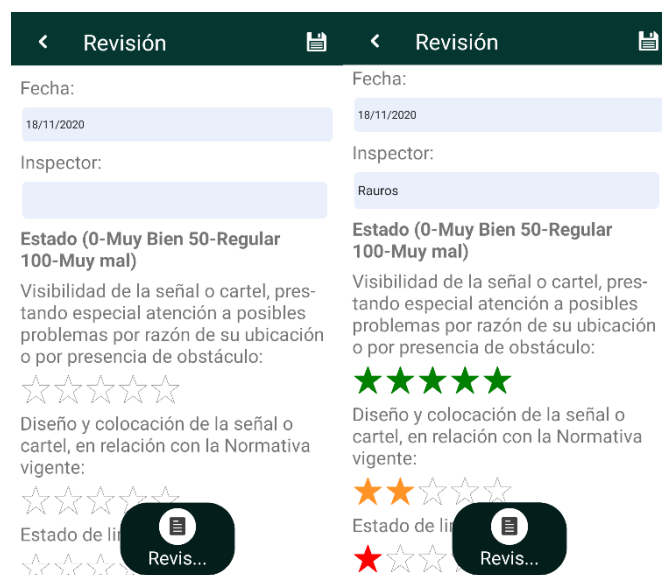 Revisión
Fecha:
18/11/2020
Inspector:
Estado (0-Muy Bien 50-Regular
100-Muy mal)
Visibilidad de la señal o cartel, pres-
tando especial atención a posibles
problemas por razón de su ubicación
o por presencia de obstáculo:
Diseño y colocación de la señal o
cartel, en relación con la Normativa
vigente:
Estado de
Revis...
Revisión
Fecha:
18/11/2020
Inspector:
Rauros
Estado (0-Muy Bien 50-Regular
100-Muy mal)
Visibilidad de la señal o cartel, pres-
tando especial atención a posibles
problemas por razón de su ubicación
o por presencia de obstáculo:
Diseño y colocación de la señal o
cartel, en relación con la Normativa
vigente:
Estado de
Revis...